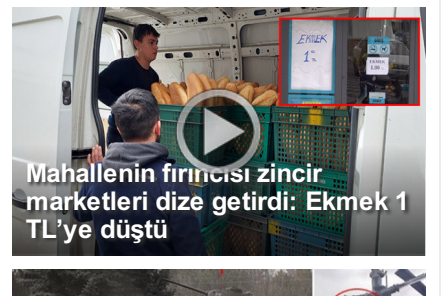 EKMEK
1=
EKMEK
Mahallenin fırıncısı zincir
marketleri dize getirdi: Ekmek 1
TL'ye düştü